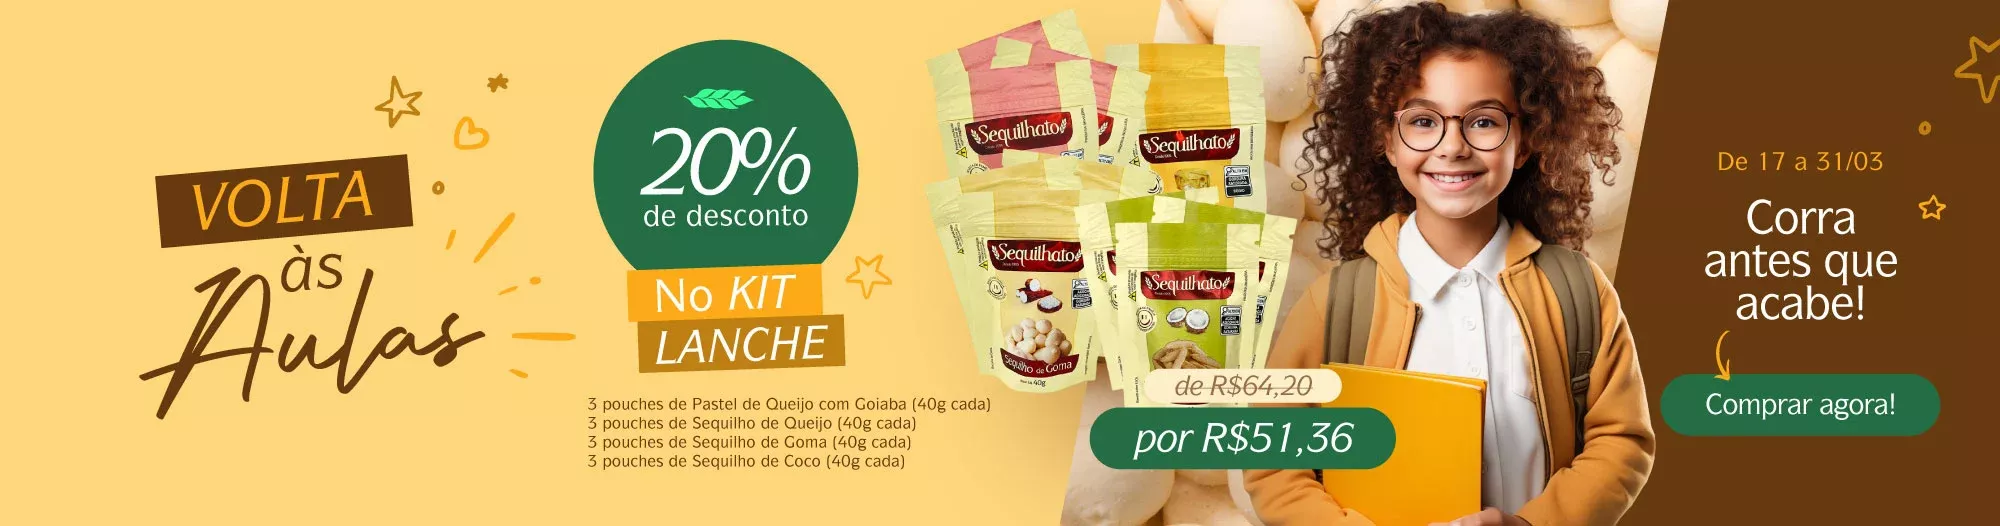 VOLTA
às
Aulas
20%
de desconto
No KIT
LANCHE
3 pouches de Pastel de Queijo com Goiaba (40g cada)
3 pouches de Sequilho de Queijo (40g cada)
3 pouches de Sequilho de Goma (40g cada)
3 pouches de Sequilho de Coco (40g cada)
Sequilhato
Sequilhato
Sequilhato
Sequilho de Goma
40g
Sequilhato
de R$64,20
por R$51,36
De 17 a 31/03
Corra
antes que
acabe!
Comprar agora!